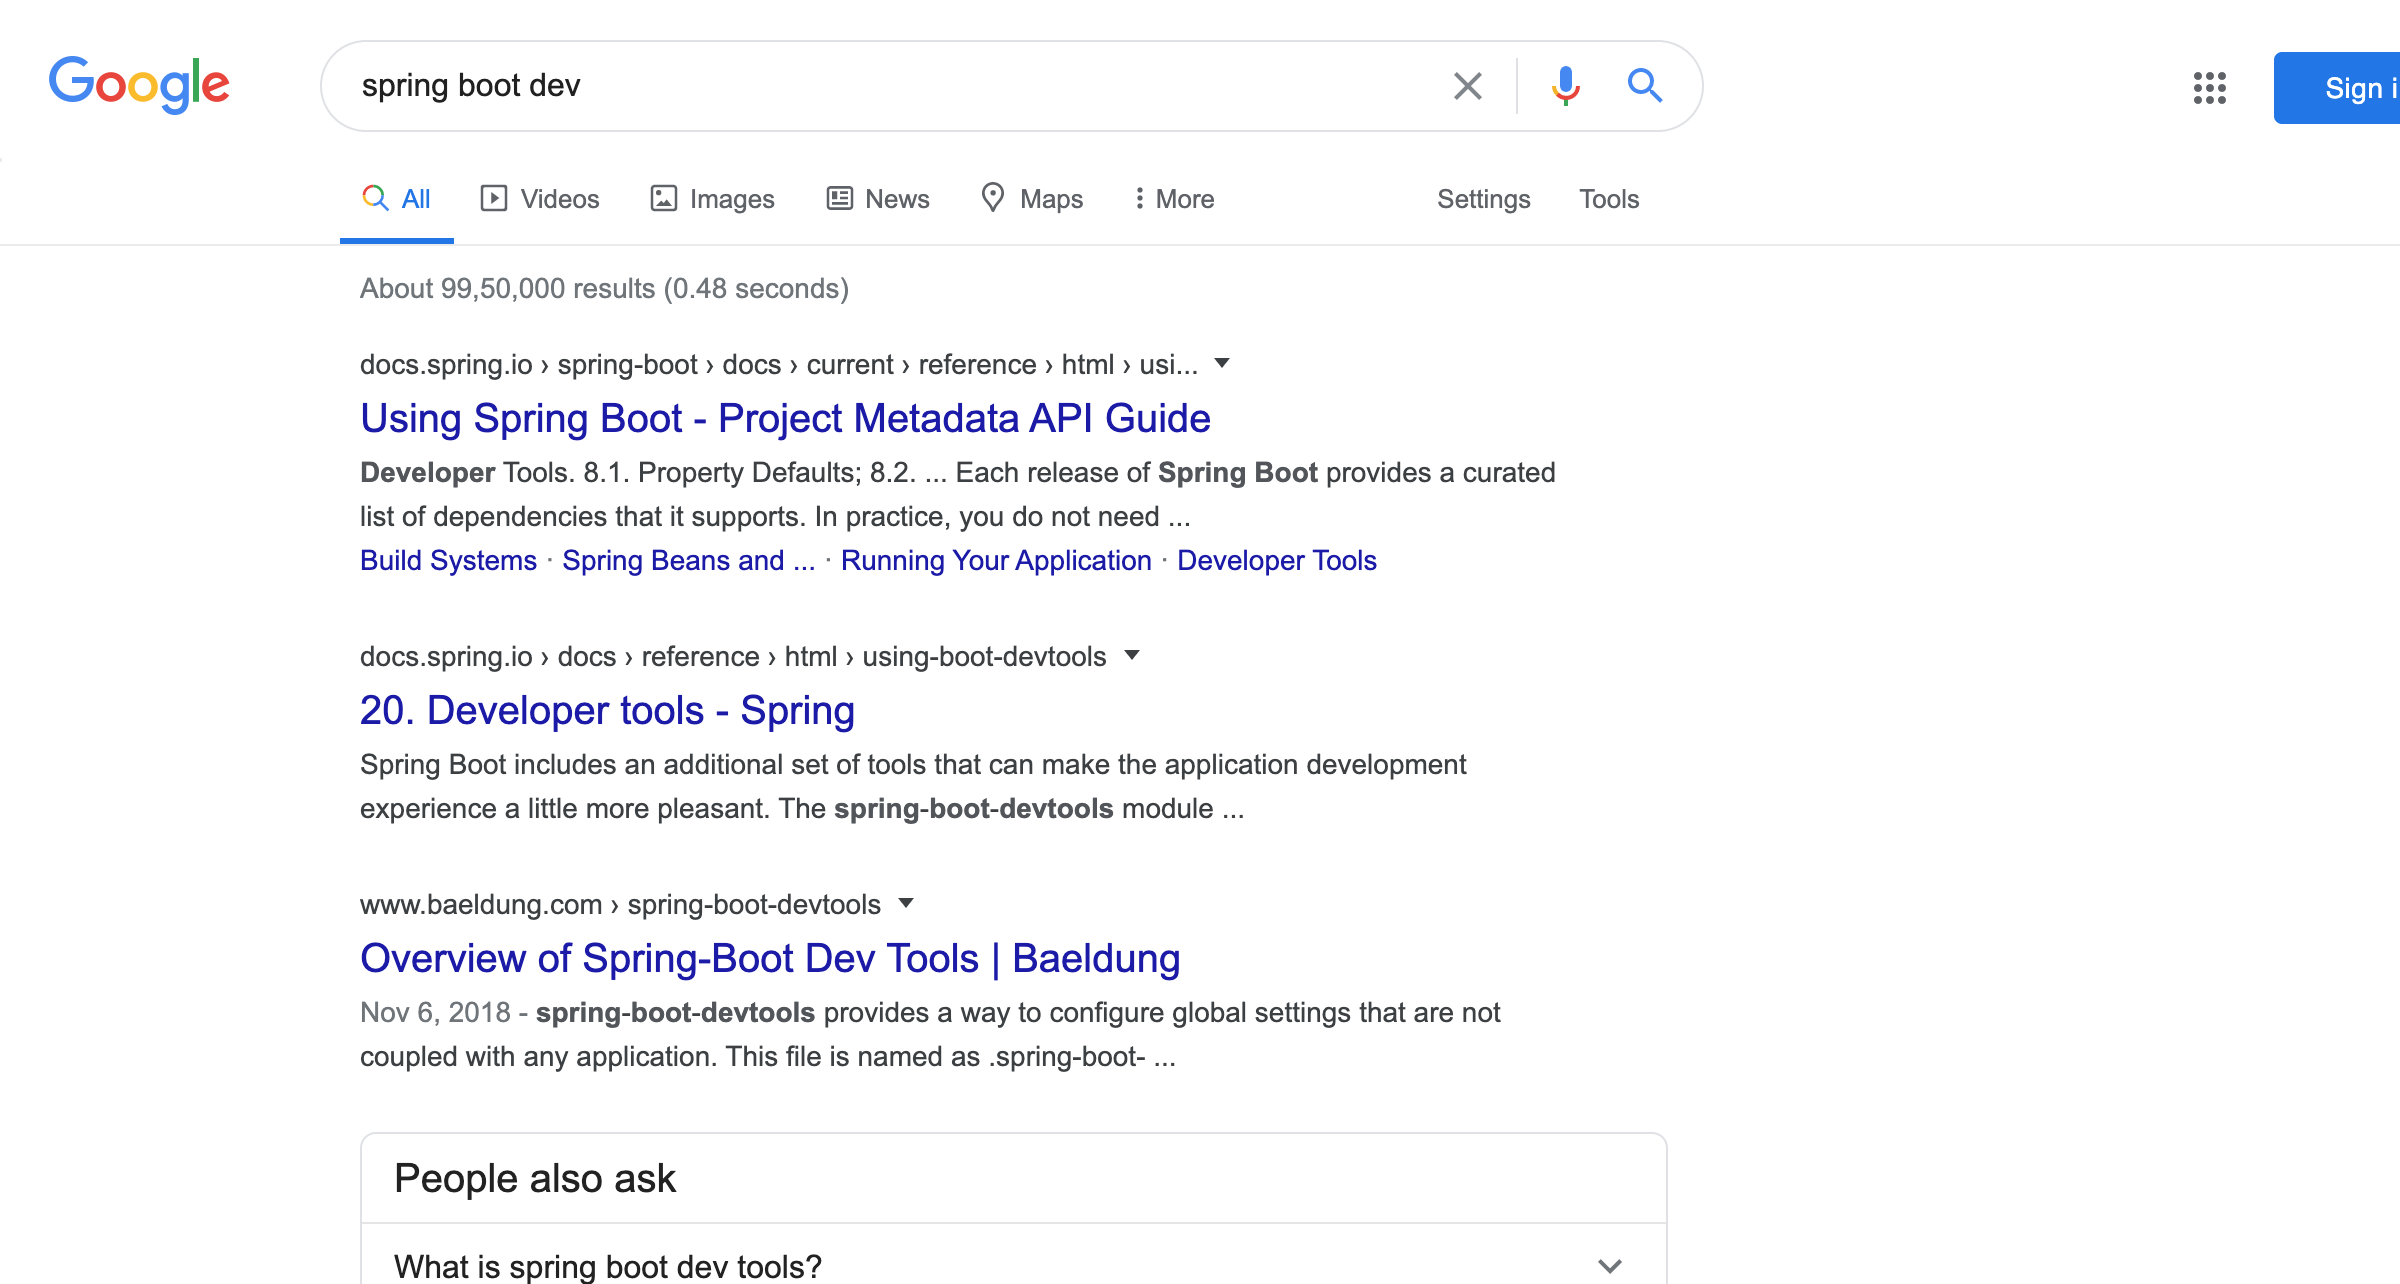 Google
spring boot dev
Sign i
All Videos Images News Maps More Settings Tools
About 99,50,000 results (0.48 seconds)
docs.spring.io › spring-boot › docs › current › reference › html › usi...
Using Spring Boot - Project Metadata API Guide
Developer Tools. 8.1. Property Defaults; 8.2. ... Each release of Spring Boot provides a curated
list of dependencies that it supports. In practice, you do not need ...
Build Systems · Spring Beans and ... · Running Your Application · Developer Tools
docs.spring.io › docs › reference › html › using-boot-devtools
20. Developer tools - Spring
Spring Boot includes an additional set of tools that can make the application development
experience a little more pleasant. The spring-boot-devtools module ...
www.baeldung.com › spring-boot-devtools
Overview of Spring-Boot Dev Tools | Baeldung
Nov 6, 2018 - spring-boot-devtools provides a way to configure global settings that are not
coupled with any application. This file is named as .spring-boot- ...
People also ask
What is spring boot dev tools?